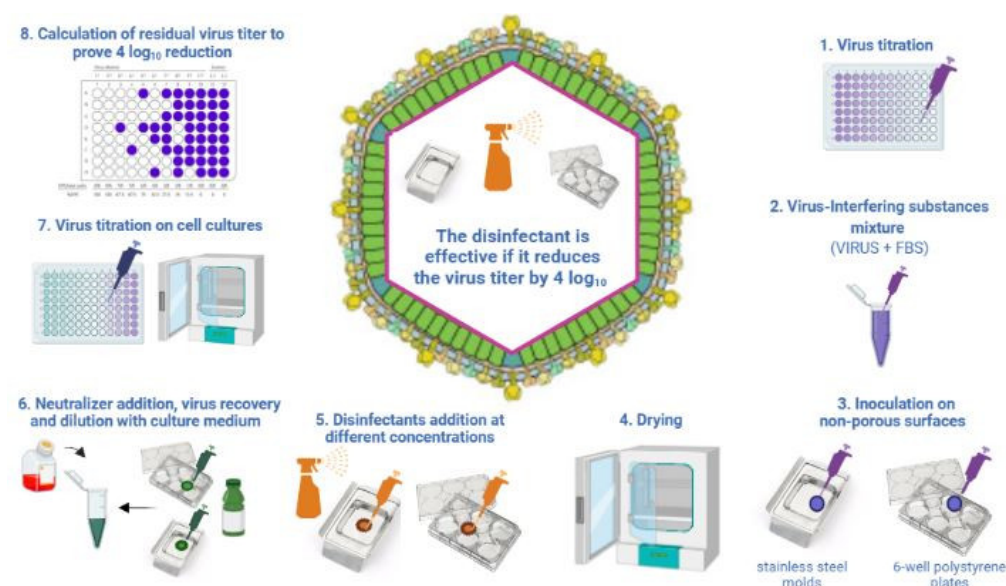 8. Calculation of residual virus titer to
prove 4 log₁₀ reduction
1. Virus titration
2. Virus-Interfering substances
mixture
(VIRUS + FBS)
The disinfectant is
effective if it reduces
the virus titer by 4 log₁₀
7. Virus titration on cell cultures
6. Neutralizer addition, virus recovery
and dilution with culture medium
5. Disinfectants addition at
different concentrations
4. Drying
3. Inoculation on
non-porous surfaces
stainless steel
molds
6-well polystyrene
plates